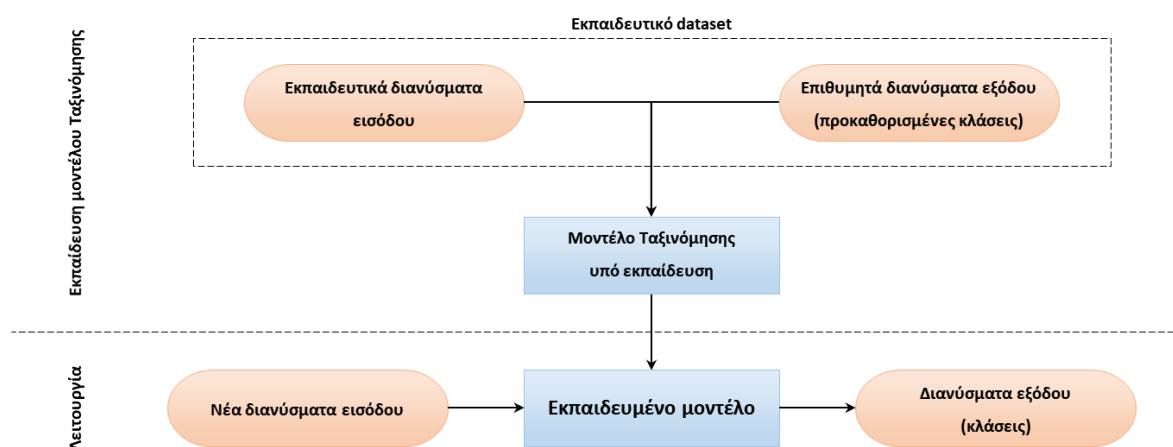 Εκπαιδευτικό dataset
Εκπαίδευση μοντέλου Ταξινόμησης
Εκπαιδευτικά διανύσματα
εισόδου
Επιθυμητά διανύσματα εξόδου
(προκαθορισμένες κλάσεις)
Μοντέλο Ταξινόμησης
υπό εκπαίδευση
Λειτουργία
Νέα διανύσματα εισόδου
Εκπαιδευμένο μοντέλο
Διανύσματα εξόδου
(κλάσεις)